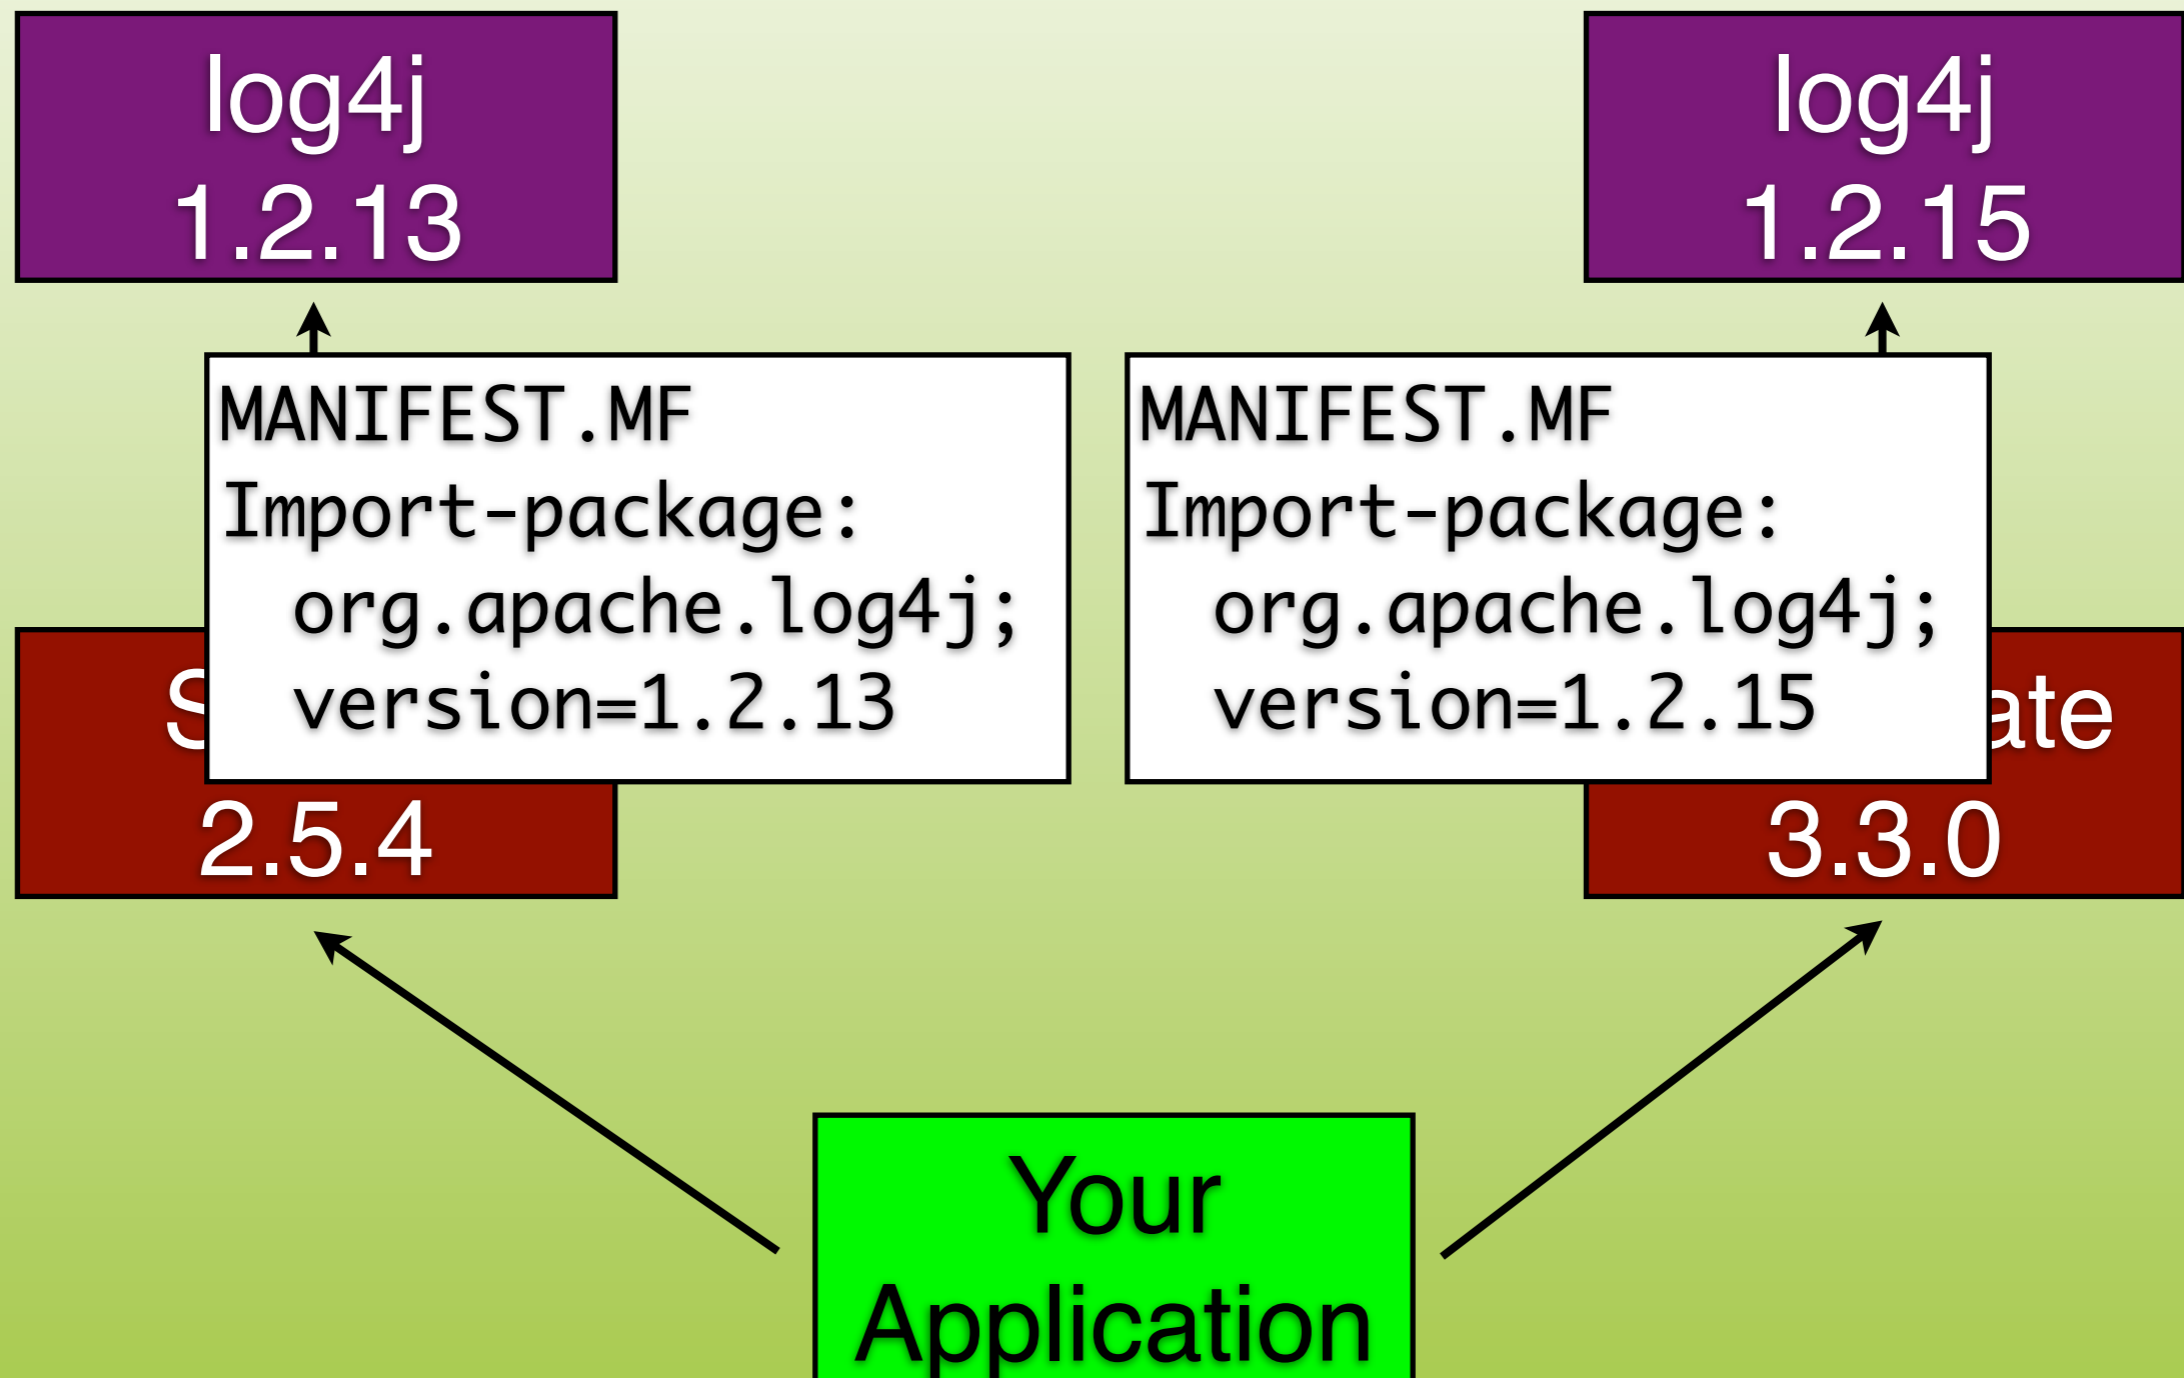 log4j
1.2.13
log4j
1.2.15
MANIFEST.MF
Import-package:
org.apache.log4j;
version=1.2.13
MANIFEST.MF
Import-package:
org.apache.log4j;
version=1.2.15
2.5.4
3.3.0
Your
Application